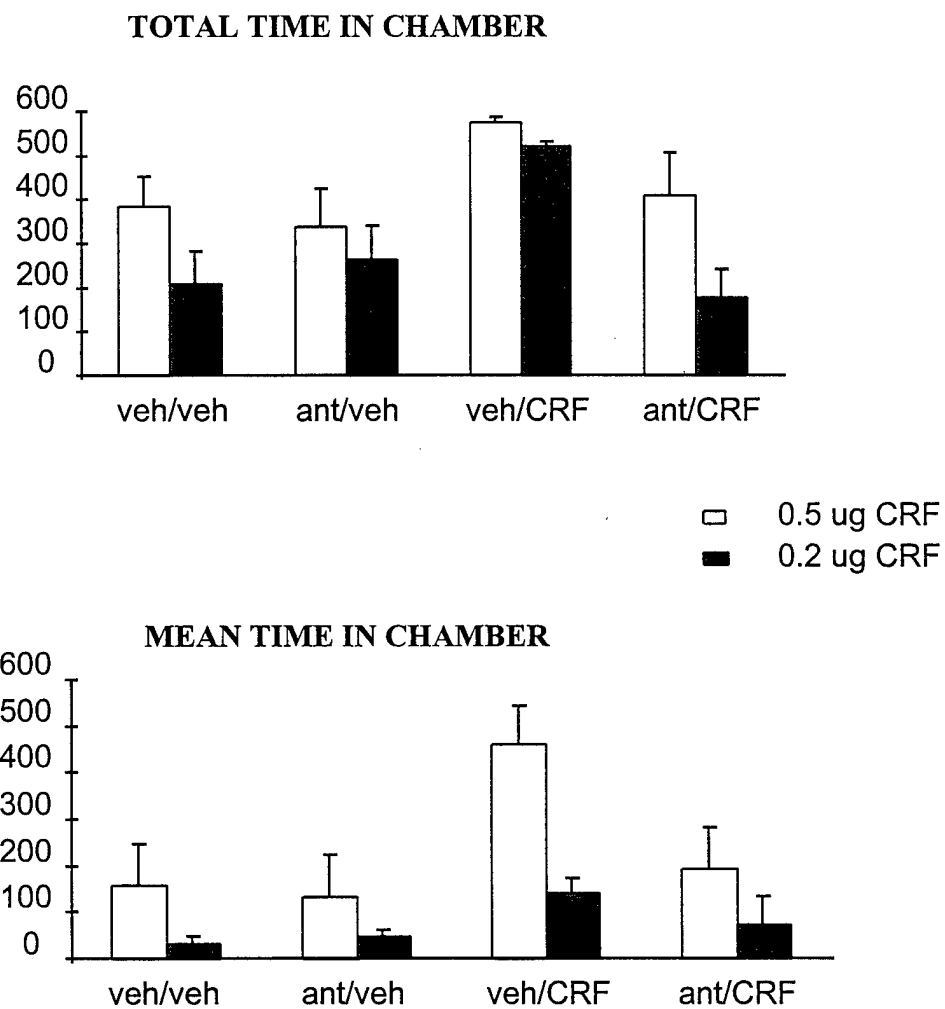 TOTAL TIME IN CHAMBER
600
500
400
300
200
100
0
veh/veh ant/veh veh/CRF ant/CRF
0.5 ug CRF
0.2 ug CRF
MEAN TIME IN CHAMBER
600
500
400
300
200
100
0
veh/veh ant/veh veh/CRF ant/CRF